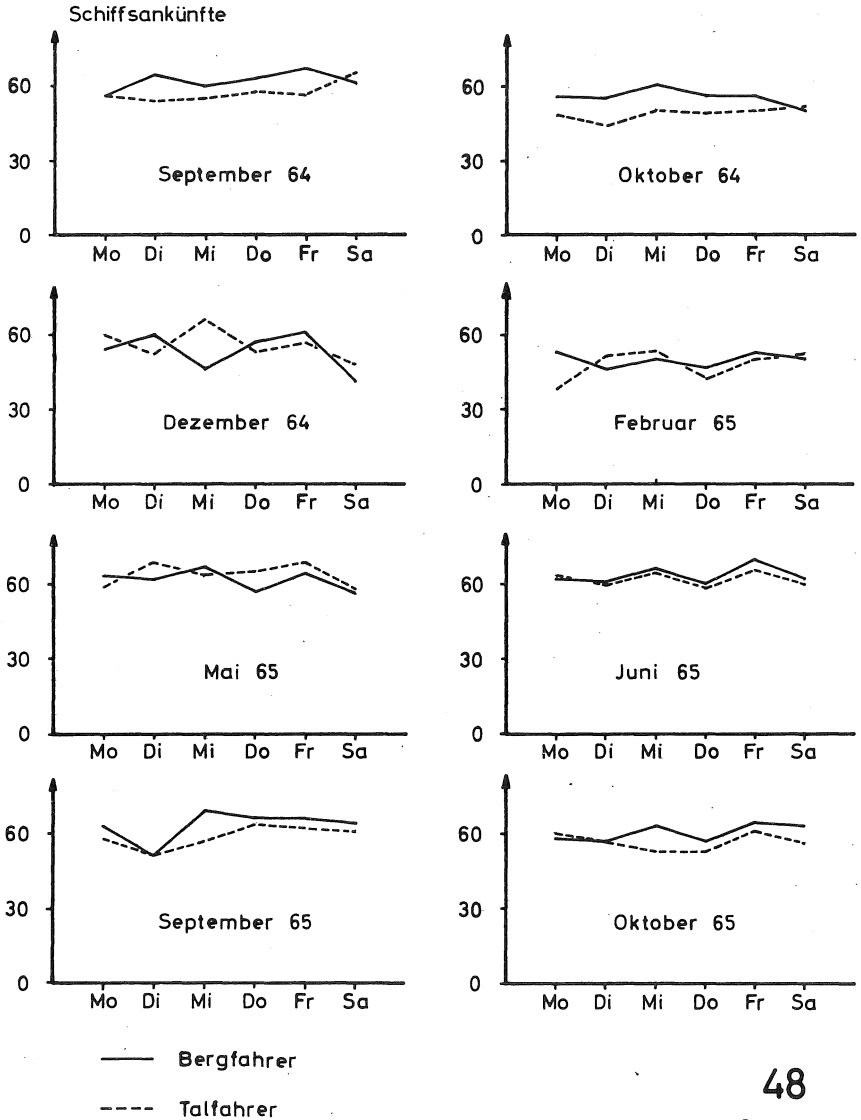 Schiffsankünfte
60
30
0
September 64
Mo Di Mi Do Fr Sa
60
30
0
Oktober 64
Mo Di Mi Do Fr Sa
60
30
0
Dezember 64
Mo Di Mi Do Fr Sa
60
30
0
Februar 65
Mo Di Mi Do Fr Sa
60
30
0
Mai 65
Mo Di Mi Do Fr Sa
60
30
0
Juni 65
Mo Di Mi Do Fr Sa
60
30
0
September 65
Mo Di Mi Do Fr Sa
60
30
0
Oktober 65
Mo Di Mi Do Fr Sa
Bergfahrer
Talfahrer
48